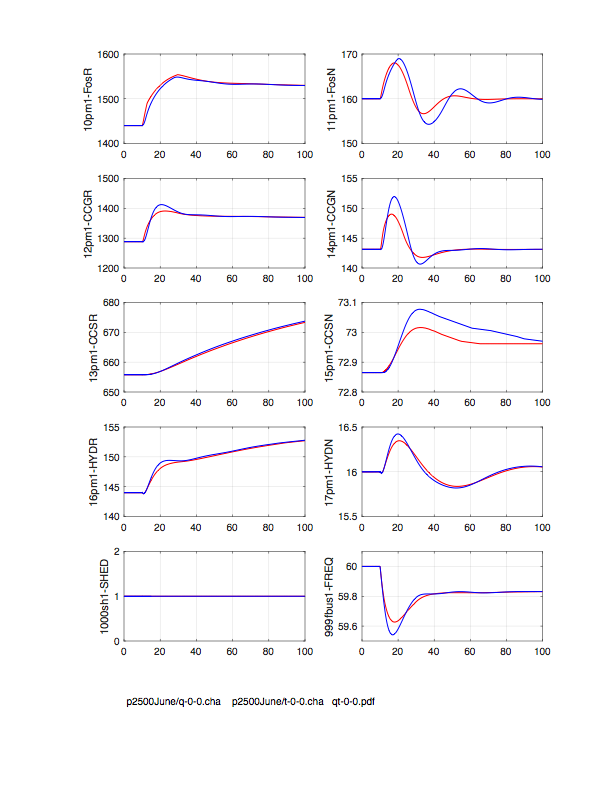 10pm1-FosR
1600
1500
1400
0 20 40 60 80 100
11pm1-FosN
170
160
150
0 20 40 60 80 100
12pm1-CCGR
1500
1400
1300
1200
0 20 40 60 80 100
14pm1-CCGN
155
150
145
140
0 20 40 60 80 100
13pm1-CCSR
680
670
660
650
0 20 40 60 80 100
15pm1-CCSN
73.1
73
72.9
72.8
0 20 40 60 80 100
16pm1-HYDR
155
150
145
140
0 20 40 60 80 100
17pm1-HYDN
16.5
16
15.5
0 20 40 60 80 100
1000sh1-SHED
2
1
0
0 20 40 60 80 100
999fbus1-FREQ
60
59.8
59.6
0 20 40 60 80 100
p2500June/q-0-0.cha p2500June/t-0-0.cha qt-0-0.pdf